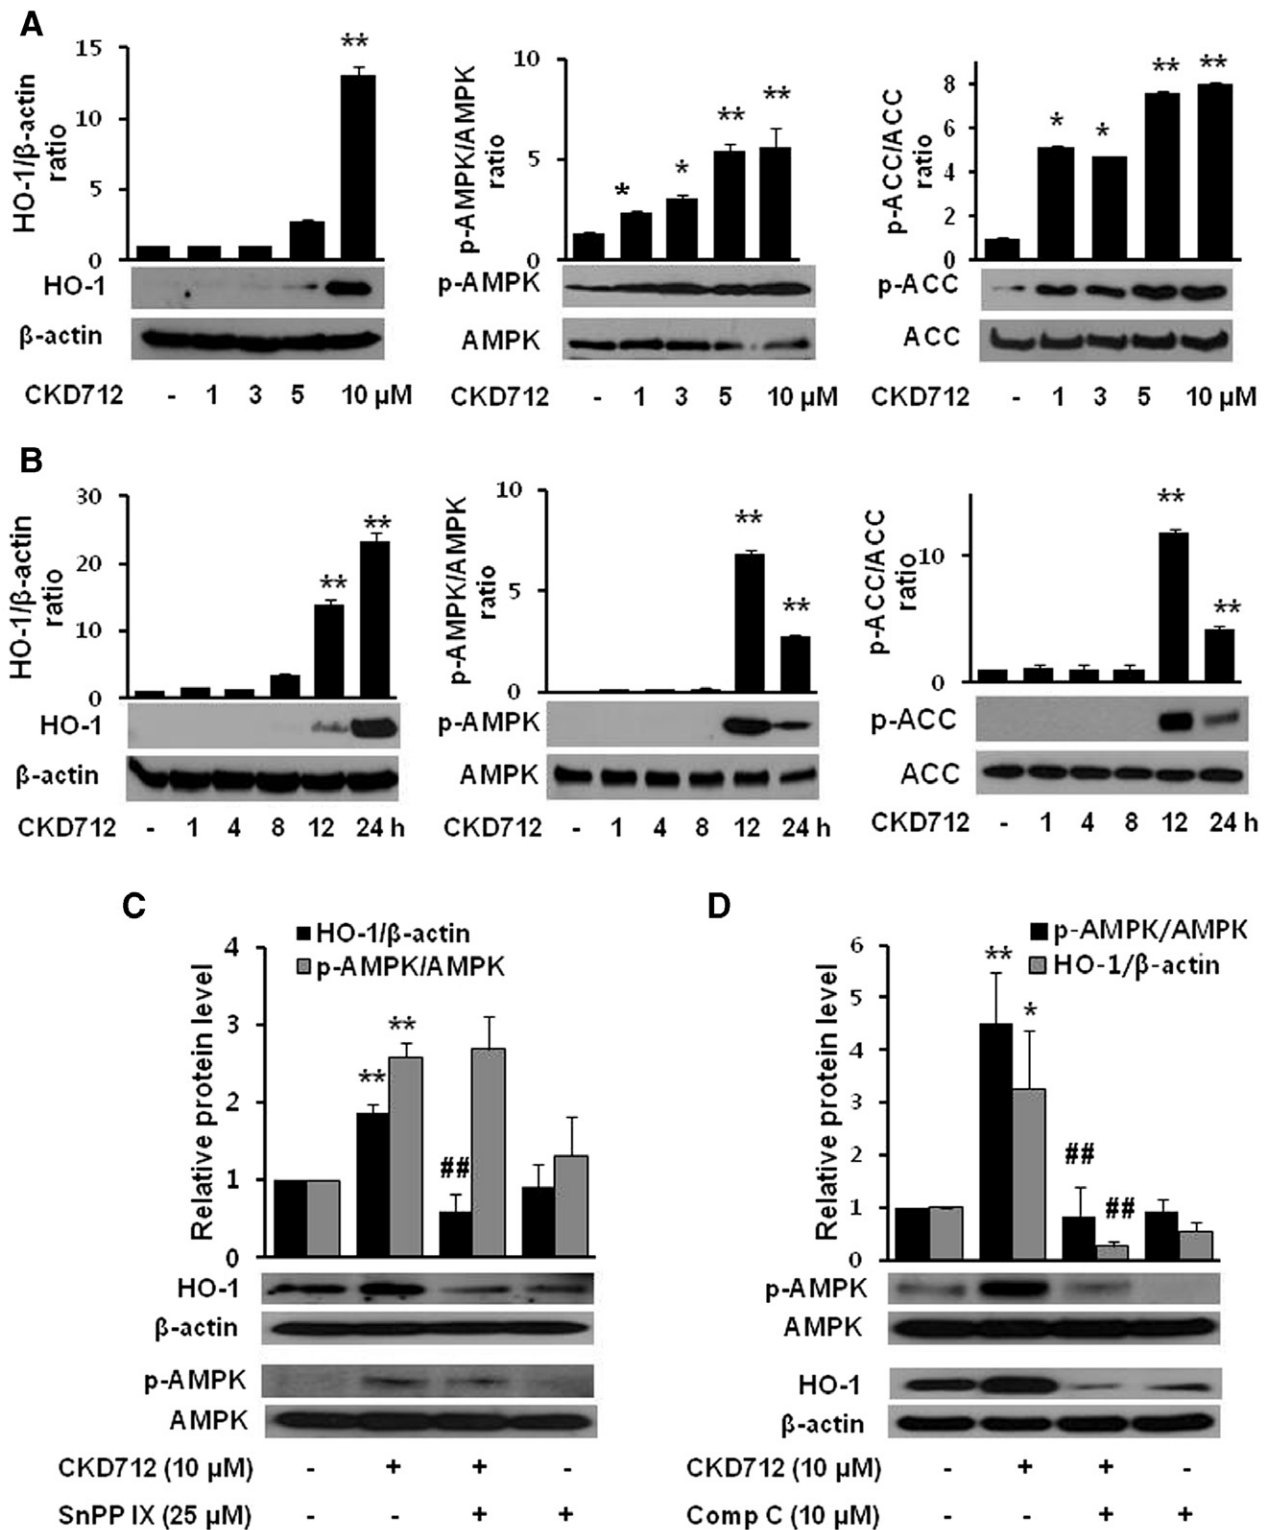 A
HO-1/β-actin
ratio
15
10
5
0
**
HO-1
β-actin
CKD712 - 1 3 5 10 µM
p-AMPK/AMPK
ratio
10
5
0
* * ** **
p-AMPK
AMPK
CKD712 - 1 3 5 10 µM
p-ACC/ACC
ratio
8
6
4
2
0
* * ** **
p-ACC
ACC
CKD712 - 1 3 5 10 µM
B
HO-1/β-actin
ratio
30
20
10
0
** **
HO-1
β-actin
CKD712 - 1 4 8 12 24 h
p-AMPK/AMPK
ratio
10
5
0
** **
p-AMPK
AMPK
CKD712 - 1 4 8 12 24 h
p-ACC/ACC
ratio
10
0
** **
p-ACC
ACC
CKD712 - 1 4 8 12 24 h
C
HO-1/β-actin
p-AMPK/AMPK
Relative protein level
4
3
2
1
0
** ** ##
HO-1
β-actin
p-AMPK
AMPK
CKD712 (10 µM) - + + -
SnPP IX (25 µM) - - + +
D
p-AMPK/AMPK
HO-1/β-actin
Relative protein level
6
5
4
3
2
1
0
** * ## ##
p-AMPK
AMPK
HO-1
β-actin
CKD712 (10 µM) - + + -
Comp C (10 µM) - - + +